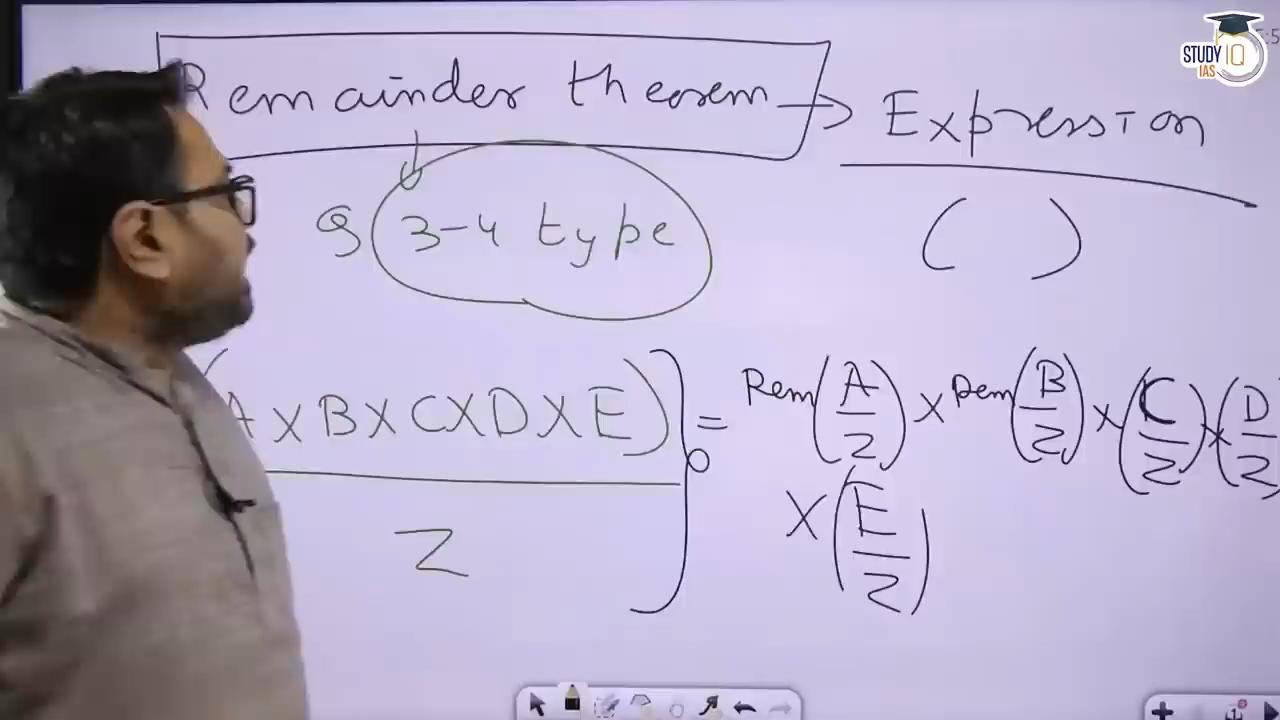 Remainder theorem → Expression
( )
Q 3-4 type
(A X B X C X D X E) = Rem(A/Z) X Rem(B/Z) X (C/Z) X (D/Z)
Z
X (E/Z)
STUDY IQ
IAS